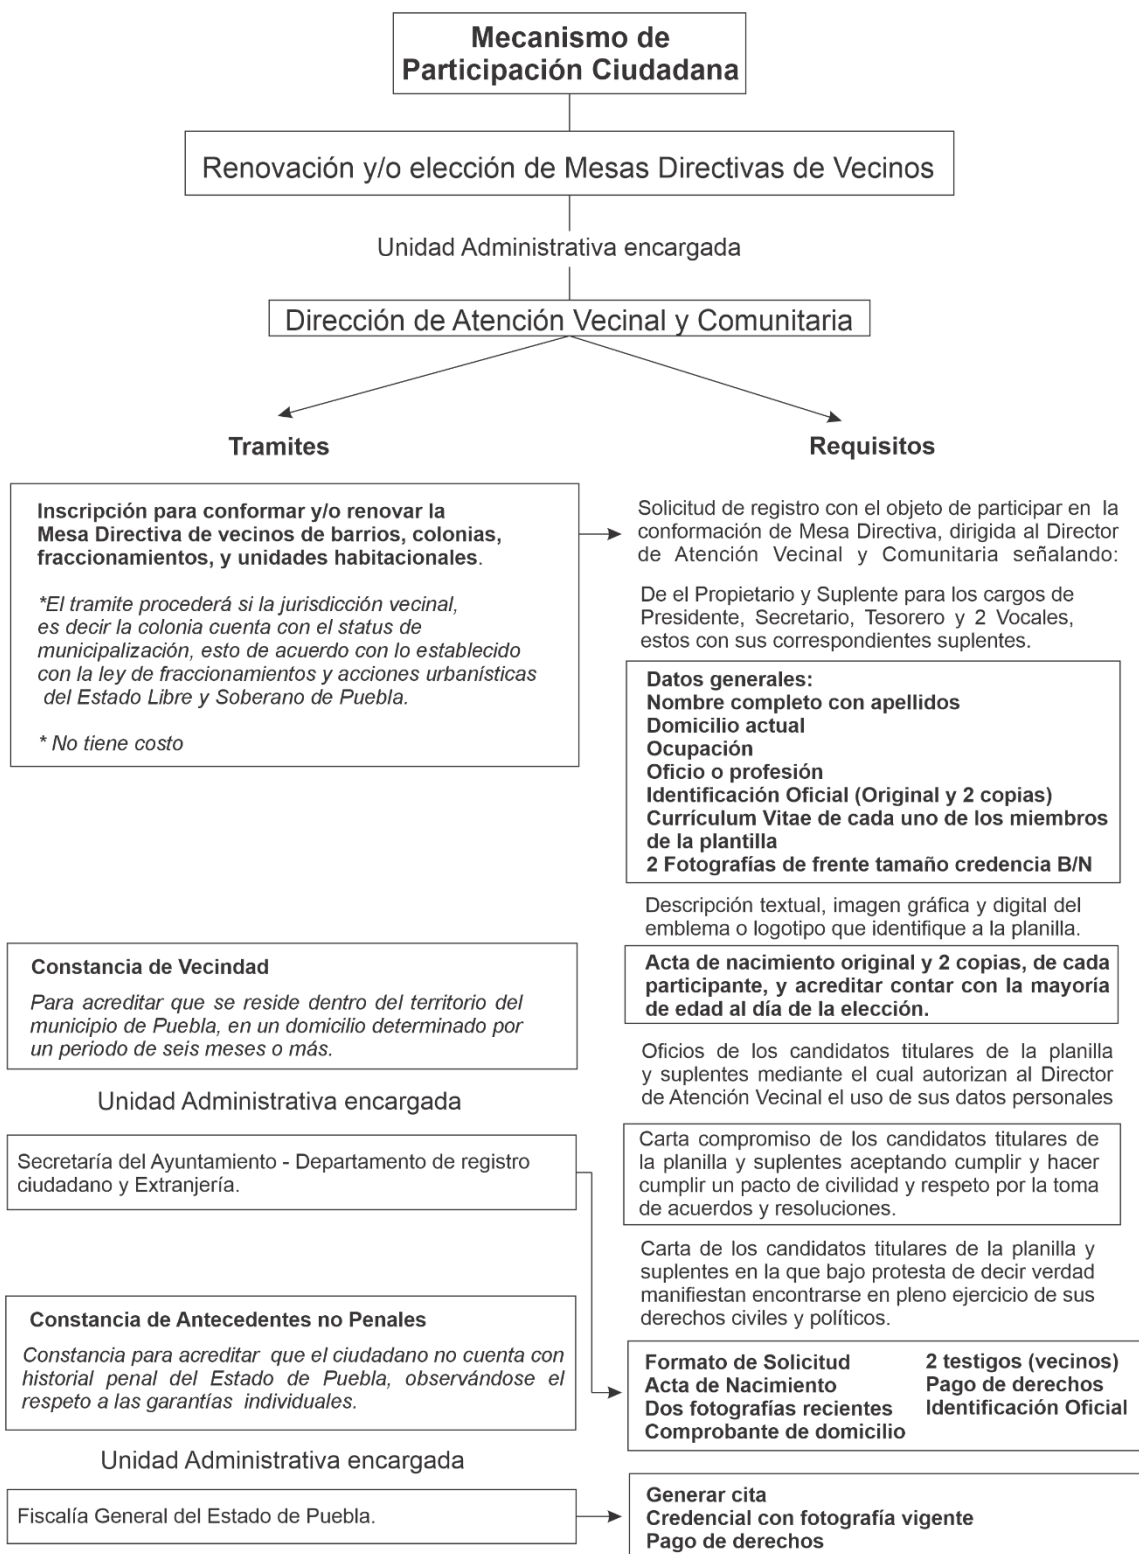 Mecanismo de
Participación Ciudadana
Renovación y/o elección de Mesas Directivas de Vecinos
Unidad Administrativa encargada
Dirección de Atención Vecinal y Comunitaria
Tramites
Inscripción para conformar y/o renovar la
Mesa Directiva de vecinos de barrios, colonias,
fraccionamientos, y unidades habitacionales.
*El tramite procederá si la jurisdicción vecinal,
es decir la colonia cuenta con el status de
municipalización, esto de acuerdo con lo establecido
con la ley de fraccionamientos y acciones urbanísticas
del Estado Libre y Soberano de Puebla.
* No tiene costo
Constancia de Vecindad
Para acreditar que se reside dentro del territorio del
municipio de Puebla, en un domicilio determinado por
un periodo de seis meses o más.
Unidad Administrativa encargada
Secretaría del Ayuntamiento - Departamento de registro
ciudadano y Extranjería.
Constancia de Antecedentes no Penales
Constancia para acreditar que el ciudadano no cuenta con
historial penal del Estado de Puebla, observándose el
respeto a las garantías individuales.
Unidad Administrativa encargada
Fiscalía General del Estado de Puebla.
Requisitos
Solicitud de registro con el objeto de participar en la
conformación de Mesa Directiva, dirigida al Director
de Atención Vecinal y Comunitaria señalando:
De el Propietario y Suplente para los cargos de
Presidente, Secretario, Tesorero y 2 Vocales,
estos con sus correspondientes suplentes.
Datos generales:
Nombre completo con apellidos
Domicilio actual
Ocupación
Oficio o profesión
Identificación Oficial (Original y 2 copias)
Currículum Vitae de cada uno de los miembros
de la plantilla
2 Fotografías de frente tamaño credencia B/N
Descripción textual, imagen gráfica y digital del
emblema o logotipo que identifique a la planilla.
Acta de nacimiento original y 2 copias, de cada
participante, y acreditar contar con la mayoría
de edad al día de la elección.
Oficios de los candidatos titulares de la planilla
y suplentes mediante el cual autorizan al Director
de Atención Vecinal el uso de sus datos personales
Carta compromiso de los candidatos titulares de
la planilla y suplentes aceptando cumplir y hacer
cumplir un pacto de civilidad y respeto por la toma
de acuerdos y resoluciones.
Carta de los candidatos titulares de la planilla y
suplentes en la que bajo protesta de decir verdad
manifiestan encontrarse en pleno ejercicio de sus
derechos civiles y políticos.
Formato de Solicitud
Acta de Nacimiento
Dos fotografías recientes
Comprobante de domicilio
2 testigos (vecinos)
Pago de derechos
Identificación Oficial
Generar cita
Credencial con fotografía vigente
Pago de derechos